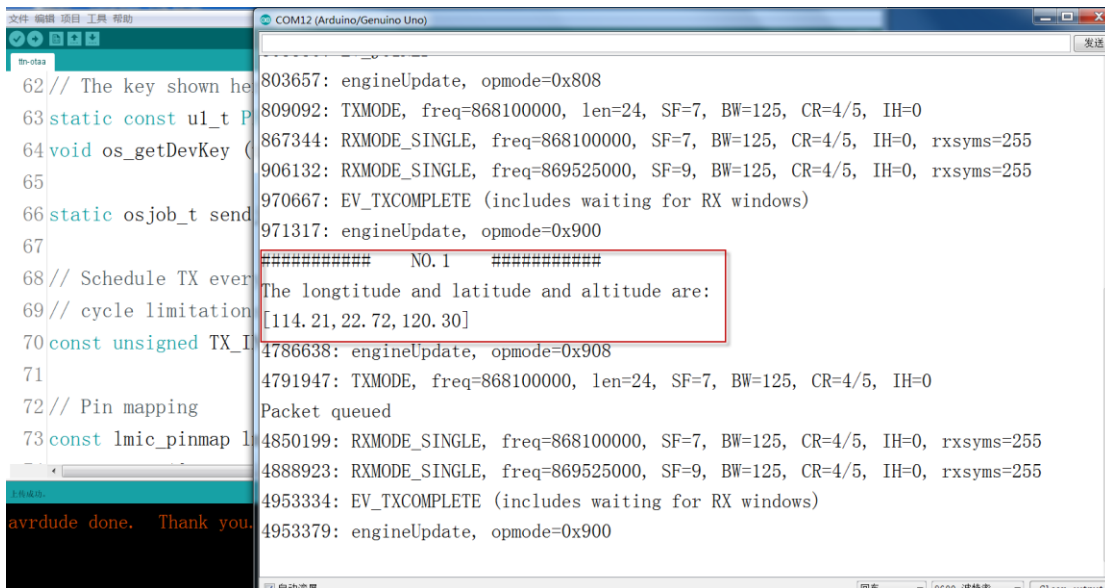 文件 编辑 项目 工具 帮助
ttn-otaa
62 // The key shown he
63 static const u1_t P
64 void os_getDevKey (
65
66 static osjob_t send
67
68 // Schedule TX ever
69 // cycle limitation
70 const unsigned TX_I
71
72 // Pin mapping
73 const lmic_pinmap l
上传成功。
avrdude done.  Thank you.
COM12 (Arduino/Genuino Uno)
发送
803657: engineUpdate, opmode=0x808
809092: TXMODE, freq=868100000, len=24, SF=7, BW=125, CR=4/5, IH=0
867344: RXMODE_SINGLE, freq=868100000, SF=7, BW=125, CR=4/5, IH=0, rxsyms=255
906132: RXMODE_SINGLE, freq=869525000, SF=9, BW=125, CR=4/5, IH=0, rxsyms=255
970667: EV_TXCOMPLETE (includes waiting for RX windows)
971317: engineUpdate, opmode=0x900
########### NO.1 ###########
The longtitude and latitude and altitude are:
[114.21,22.72,120.30]
4786638: engineUpdate, opmode=0x908
4791947: TXMODE, freq=868100000, len=24, SF=7, BW=125, CR=4/5, IH=0
Packet queued
4850199: RXMODE_SINGLE, freq=868100000, SF=7, BW=125, CR=4/5, IH=0, rxsyms=255
4888923: RXMODE_SINGLE, freq=869525000, SF=9, BW=125, CR=4/5, IH=0, rxsyms=255
4953334: EV_TXCOMPLETE (includes waiting for RX windows)
4953379: engineUpdate, opmode=0x900